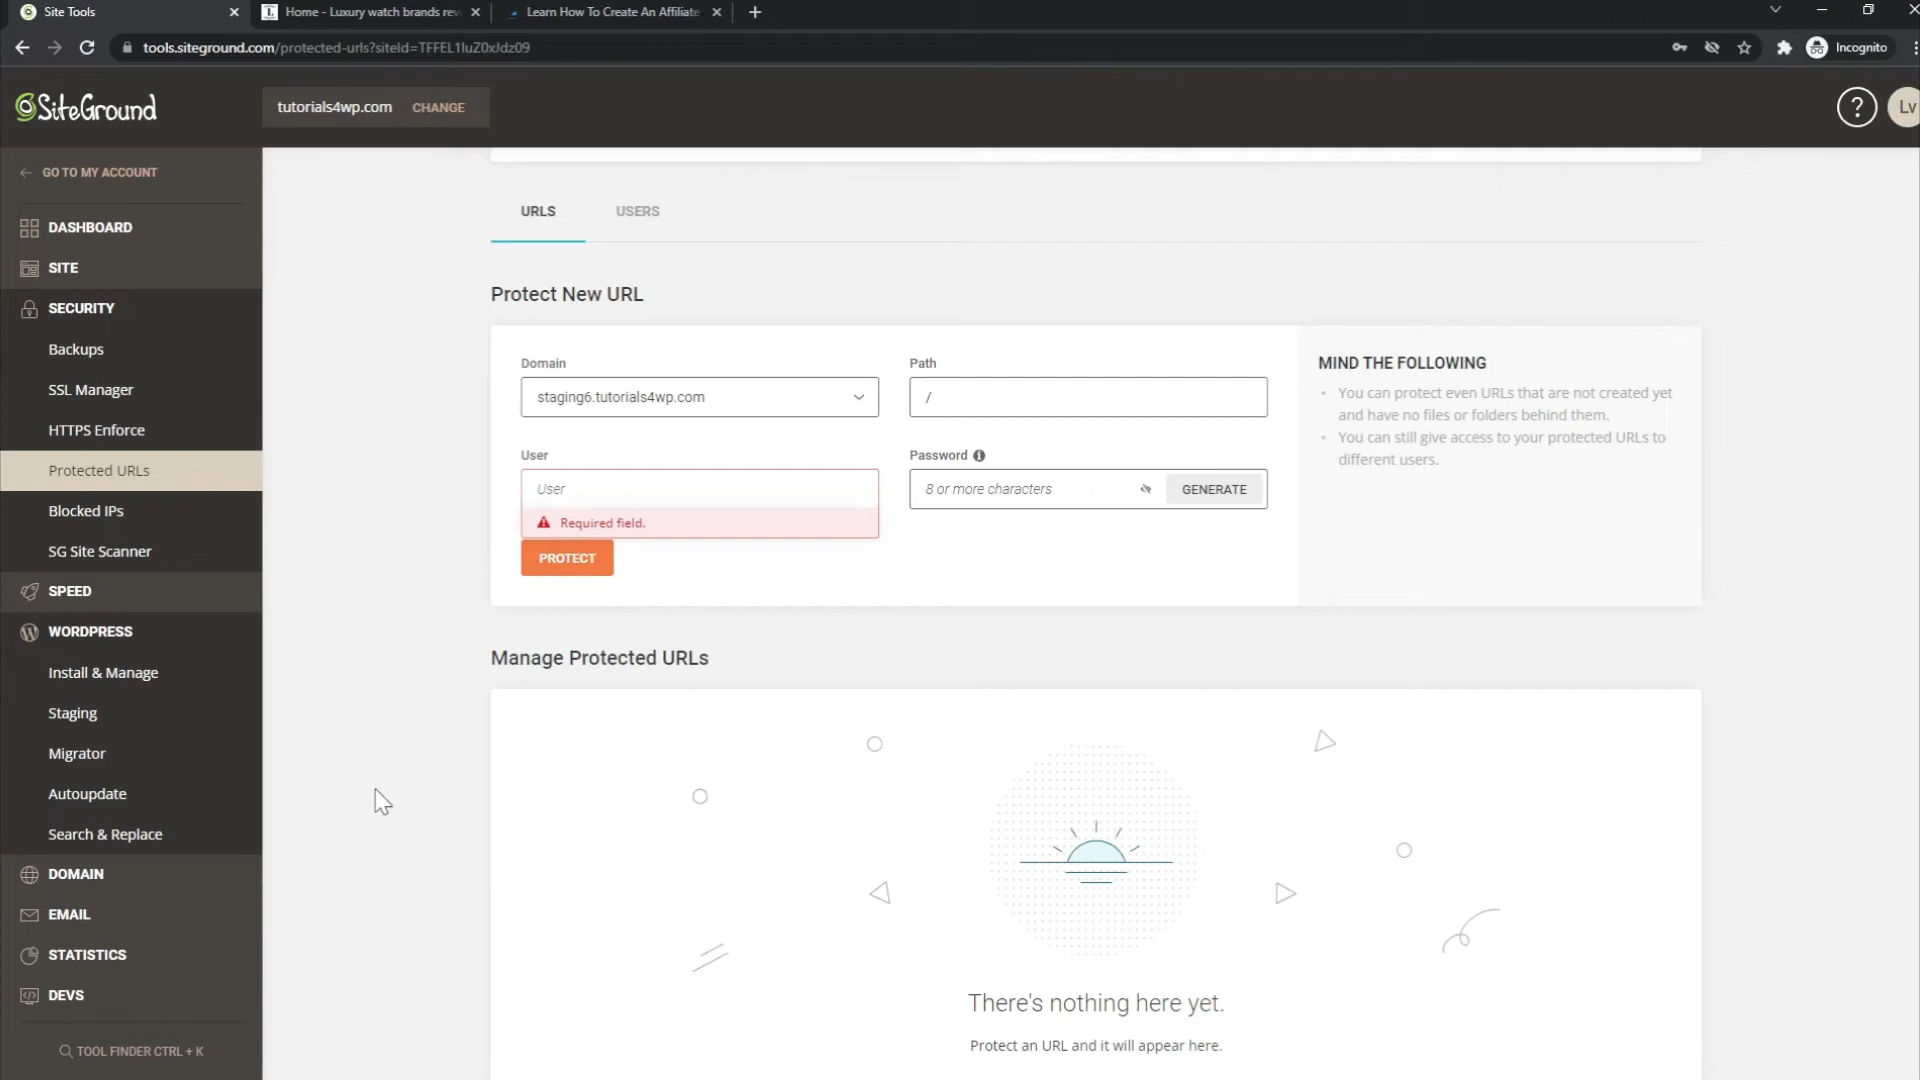 Site Tools
Home - Luxury watch brands rev
Learn How To Create An Affiliate
tools.siteground.com/protected-urls?siteId=TFFEL1IuZ0xJdz09
Incognito
SiteGround
tutorials4wp.com CHANGE
?
Lv
GO TO MY ACCOUNT
DASHBOARD
SITE
SECURITY
Backups
SSL Manager
HTTPS Enforce
Protected URLs
Blocked IPs
SG Site Scanner
SPEED
WORDPRESS
Install & Manage
Staging
Migrator
Autoupdate
Search & Replace
DOMAIN
EMAIL
STATISTICS
DEVS
TOOL FINDER CTRL + K
URLS USERS
Protect New URL
Domain
staging6.tutorials4wp.com
Path
/
User
User
Required field.
Password
8 or more characters
GENERATE
PROTECT
MIND THE FOLLOWING
• You can protect even URLs that are not created yet
and have no files or folders behind them.
• You can still give access to your protected URLs to
different users.
Manage Protected URLs
There's nothing here yet.
Protect an URL and it will appear here.